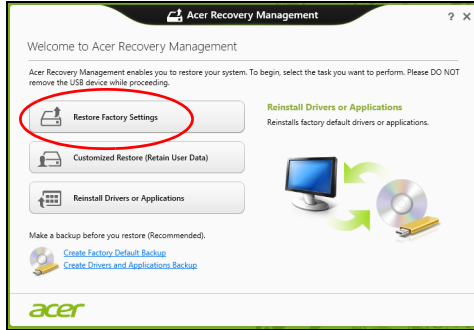 Acer Recovery Management
? X
Welcome to Acer Recovery Management
Acer Recovery Management enables you to restore your system. To begin, select the task you want to perform. Please DO NOT
remove the USB device while proceeding.
Restore Factory Settings
Reinstall Drivers or Applications
Reinstalls factory default drivers or applications.
Customized Restore (Retain User Data)
Reinstall Drivers or Applications
Make a backup before you restore (Recommended).
Create Factory Default Backup
Create Drivers and Applications Backup
acer